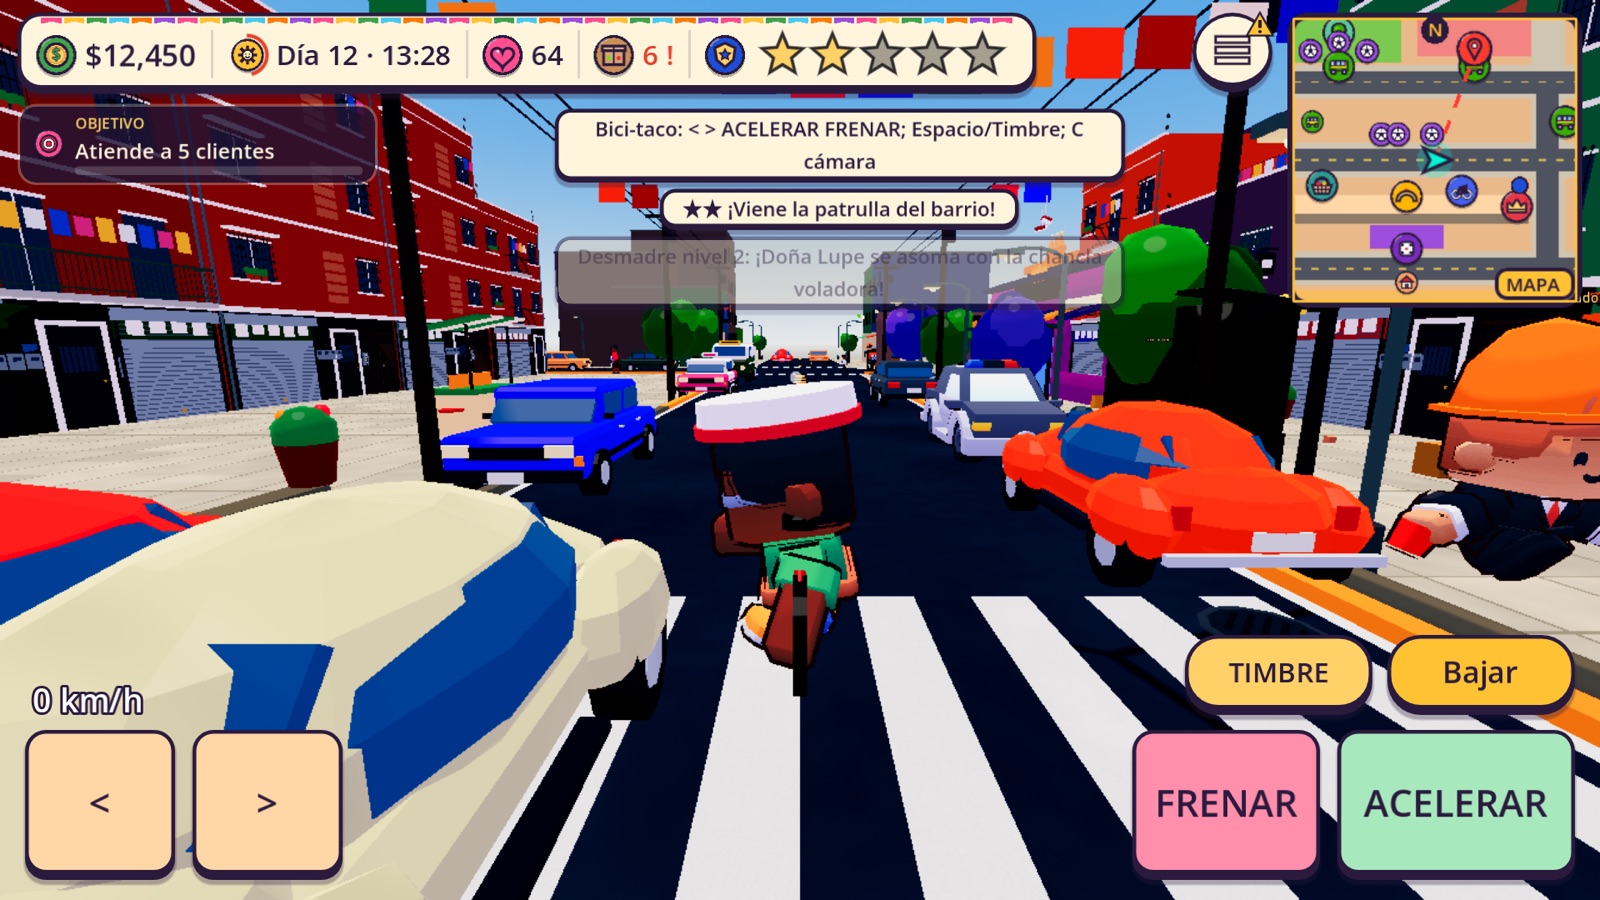 $12,450
Día 12 · 13:28
64
6 !
N
OBJETIVO
Atiende a 5 clientes
Bici-taco: < > ACELERAR FRENAR; Espacio/Timbre; C
cámara
★★ ¡Viene la patrulla del barrio!
Desmadre nivel 2: ¡Doña Lupe se asoma con la chancla
voladora!
MAPA
0 km/h
TIMBRE
Bajar
<
>
FRENAR
ACELERAR